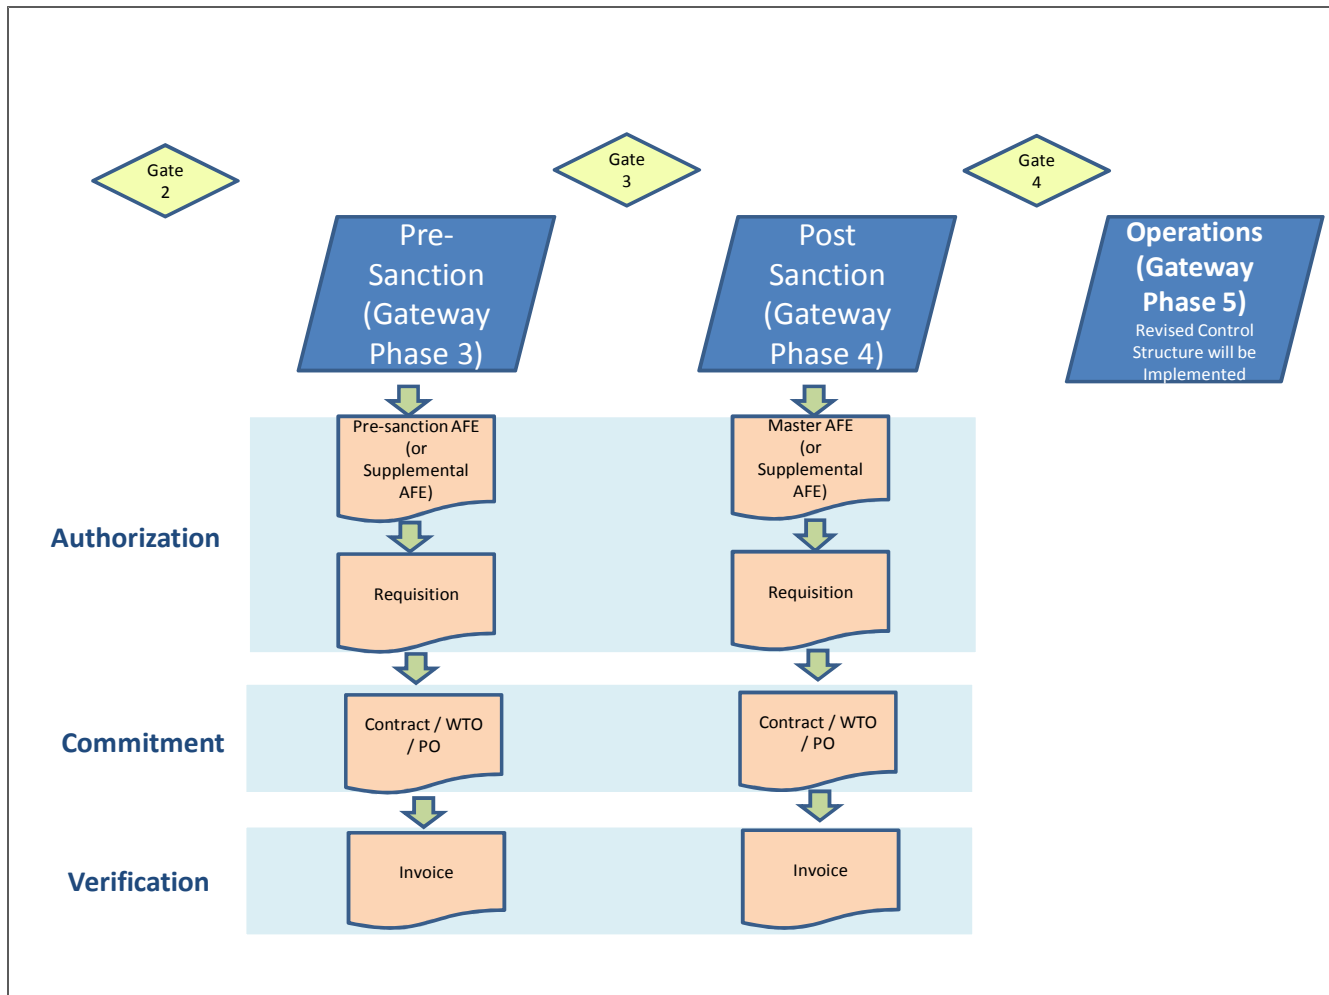 Gate
2
Gate
3
Gate
4
Pre-
Sanction
(Gateway
Phase 3)
Post
Sanction
(Gateway
Phase 4)
Operations
(Gateway
Phase 5)
Revised Control
Structure will be
Implemented
Authorization
Pre-sanction AFE
(or
Supplemental
AFE)
Master AFE
(or
Supplemental
AFE)
Requisition
Requisition
Commitment
Contract / WTO
/ PO
Contract / WTO
/ PO
Verification
Invoice
Invoice